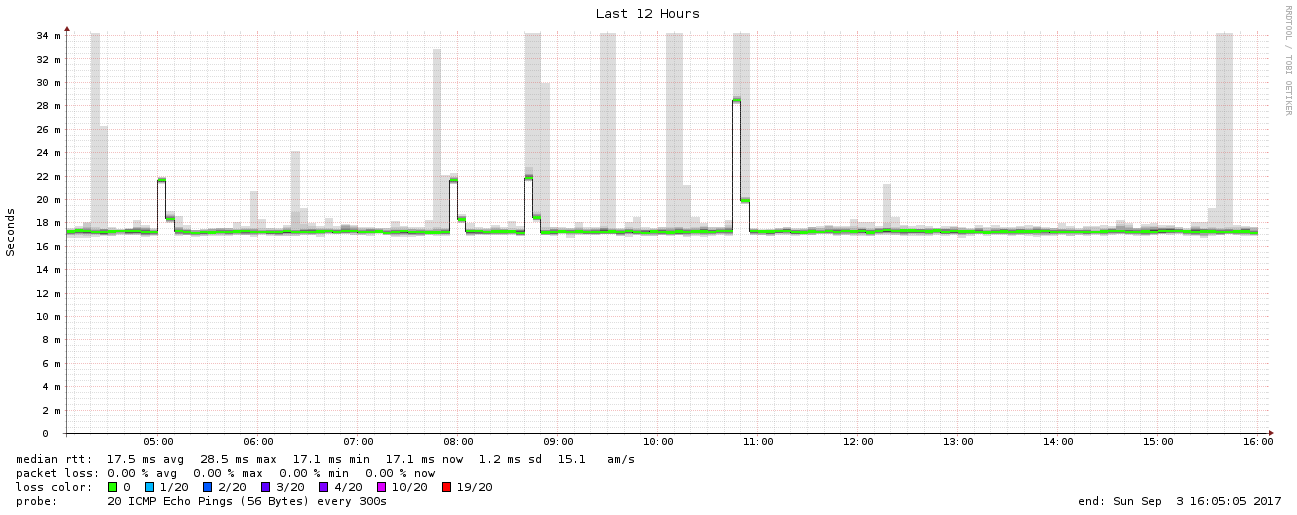 Last 12 Hours
RRDTOOL / TOBI OETIKER
Seconds
34 m
32 m
30 m
28 m
26 m
24 m
22 m
20 m
18 m
16 m
14 m
12 m
10 m
8 m
6 m
4 m
2 m
0
05:00 06:00 07:00 08:00 09:00 10:00 11:00 12:00 13:00 14:00 15:00 16:00
median rtt: 17.5 ms avg 28.5 ms max 17.1 ms min 17.1 ms now 1.2 ms sd 15.1 am/s
packet loss: 0.00 % avg 0.00 % max 0.00 % min 0.00 % now
loss color: 0 1/20 2/20 3/20 4/20 10/20 19/20
probe: 20 ICMP Echo Pings (56 Bytes) every 300s end: Sun Sep 3 16:05:05 2017